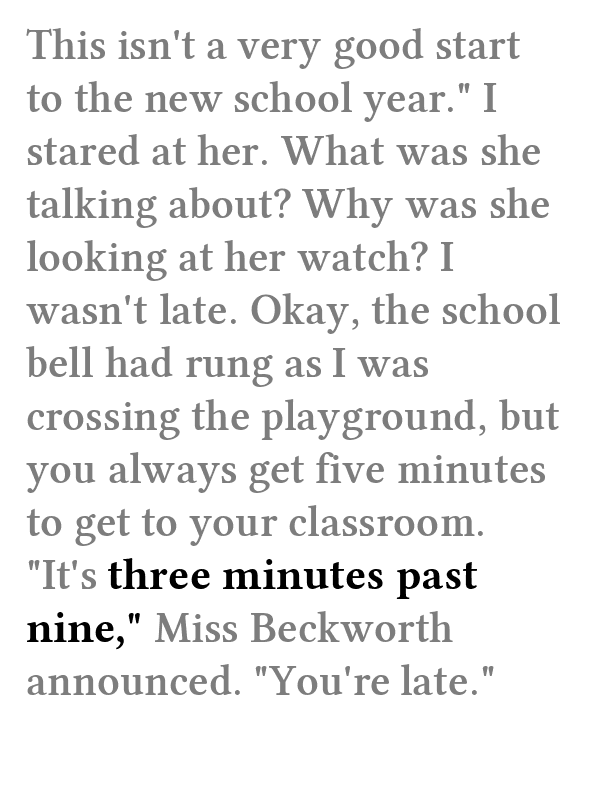 This isn't a very good start
to the new school year." I
stared at her. What was she
talking about? Why was she
looking at her watch? I
wasn't late. Okay, the school
bell had rung as I was
crossing the playground, but
you always get five minutes
to get to your classroom.
"It's three minutes past
nine," Miss Beckworth
announced. "You're late."